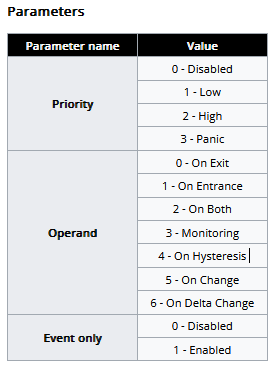 Parameters
Parameter name Value
Priority
0 - Disabled
1 - Low
2 - High
3 - Panic
Operand
0 - On Exit
1 - On Entrance
2 - On Both
3 - Monitoring
4 - On Hysteresis
5 - On Change
6 - On Delta Change
Event only
0 - Disabled
1 - Enabled